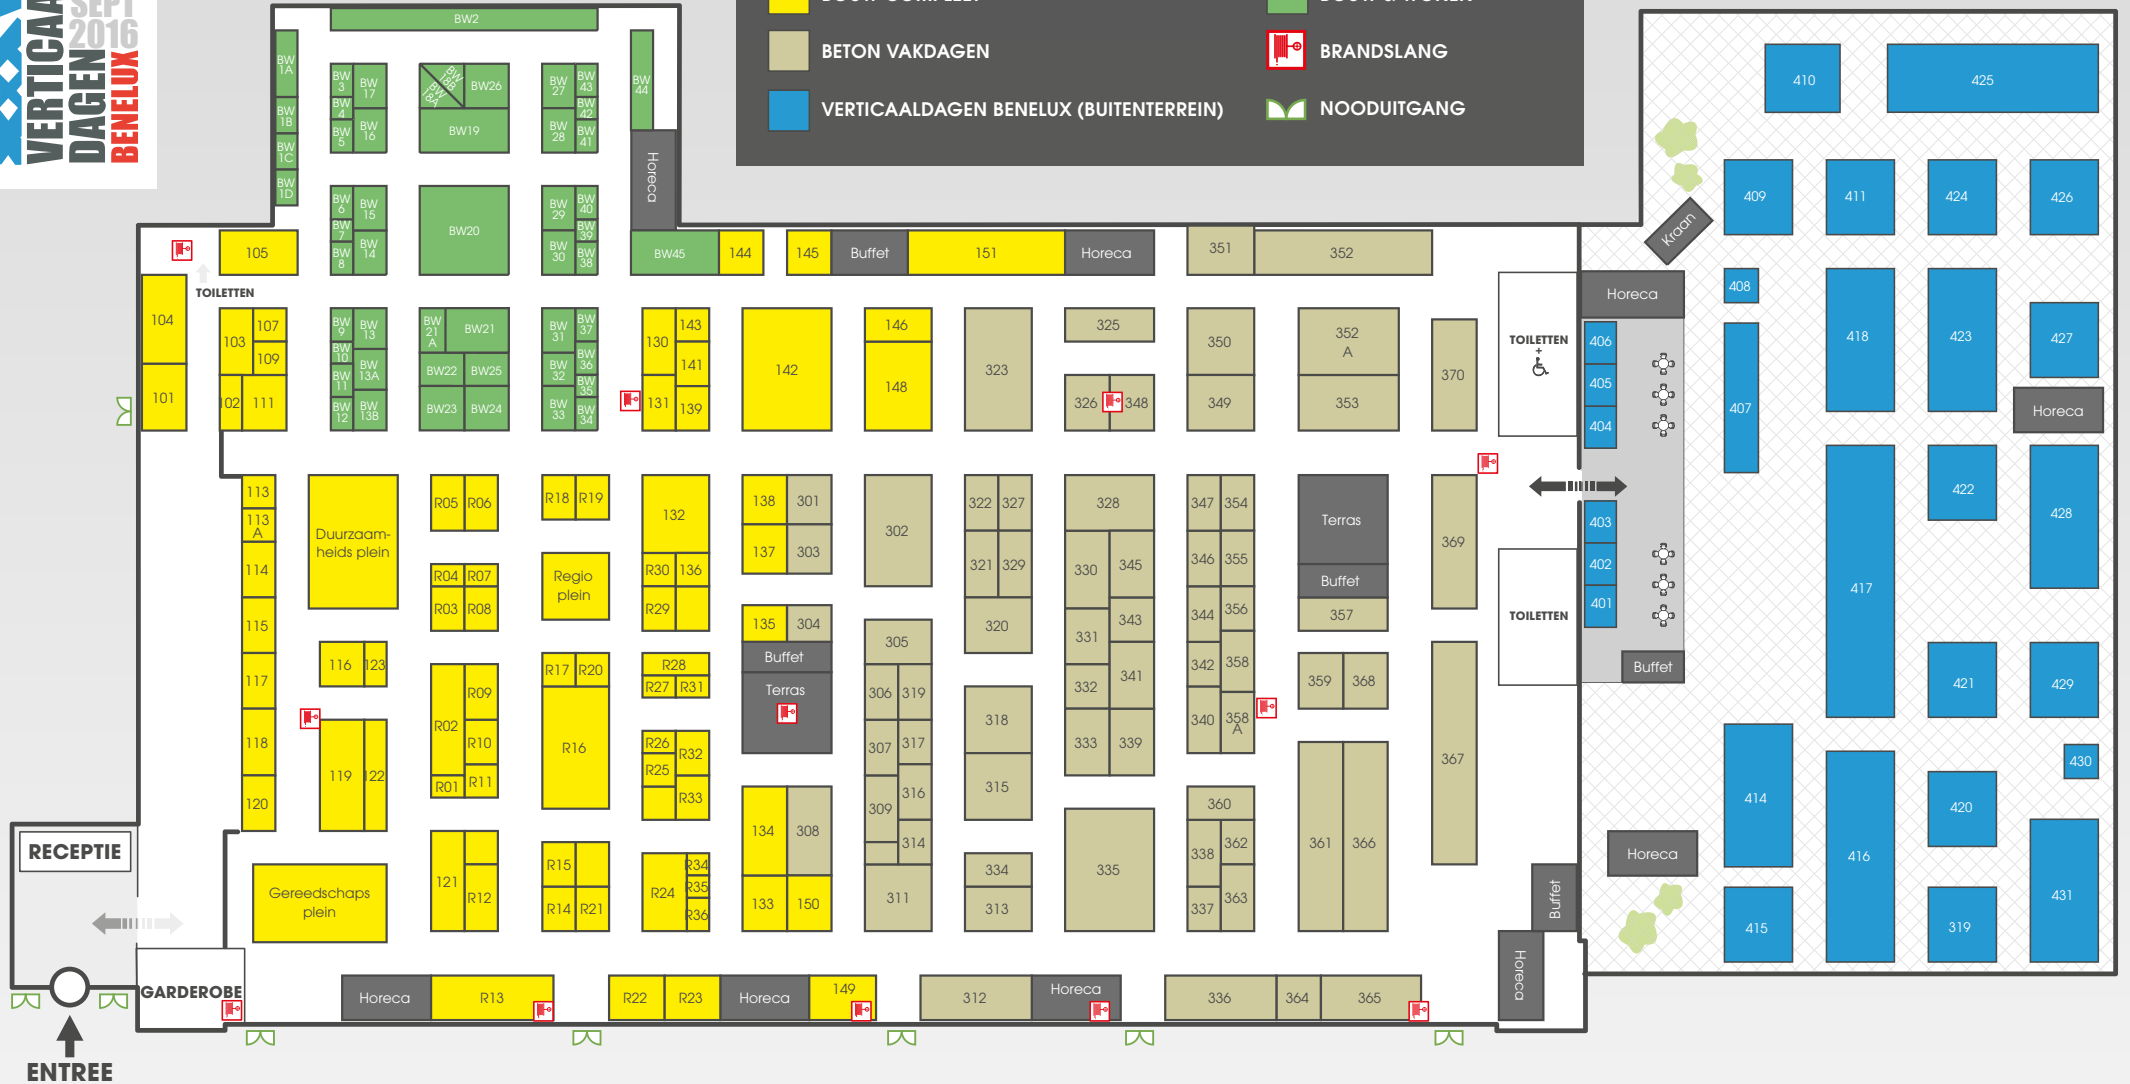 VERTICAA
DAGEN
BENELUX
SEPT
2016
BETON VAKDAGEN
VERTICAALDAGEN BENELUX (BUITENTERREIN)
BRANDSLANG
NOODUITGANG
BW2
BW
1A
BW
1B
BW
1C
BW
1D
BW
3
BW
4
BW
5
BW
17
BW
16
BW
18B
BW
18A
BW26
BW19
BW
27
BW
28
BW
43
BW
42
BW
41
BW
44
Horeca
BW
6
BW
7
BW
8
BW
15
BW
14
BW20
BW
29
BW
30
BW
40
BW
39
BW
38
BW45
144
145
Buffet
151
Horeca
351
352
105
TOILETTEN
104
101
103
107
109
102
111
BW
9
BW
10
BW
11
BW
12
BW
13
BW
13A
BW
13B
BW
21
A
BW21
BW22
BW25
BW23
BW24
BW
31
BW
32
BW
33
BW
37
BW
36
BW
35
BW
34
130
143
141
131
139
142
146
148
323
325
326
348
350
349
352
A
353
370
TOILETTEN
+
113
113
A
114
115
117
118
120
Duurzaam-
heids plein
116
123
119
122
Gereedschaps
plein
R05
R06
R04
R07
R03
R08
R02
R09
R10
R01
R11
121
R12
R18
R19
Regio
plein
R17
R20
R16
R15
R14
R21
132
R30
136
R29
R28
R27
R31
R26
R32
R25
R33
R24
R34
R35
R36
138
301
137
303
135
304
Buffet
Terras
134
308
133
150
302
305
306
319
307
317
316
309
314
311
322
327
321
329
320
318
315
334
313
328
330
345
343
331
341
332
333
339
335
347
354
346
355
344
356
342
358
340
358
A
360
338
362
337
363
Terras
Buffet
357
359
368
361
366
369
367
TOILETTEN
Buffet
Horeca
RECEPTIE
GARDEROBE
ENTREE
Horeca
R13
R22
R23
Horeca
149
312
Horeca
336
364
365
410
425
409
411
424
426
Kraan
Horeca
408
406
405
404
407
418
423
427
Horeca
403
402
401
Buffet
417
422
428
421
429
430
414
416
420
Horeca
415
319
431